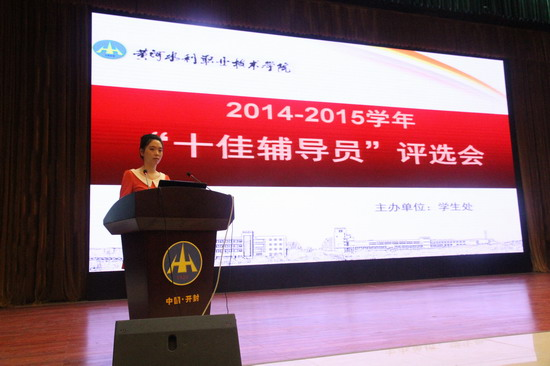 黄河水利职业技术学院
2014-2015学年
“十佳辅导员”评选会
主办单位：学生处
中国·开封